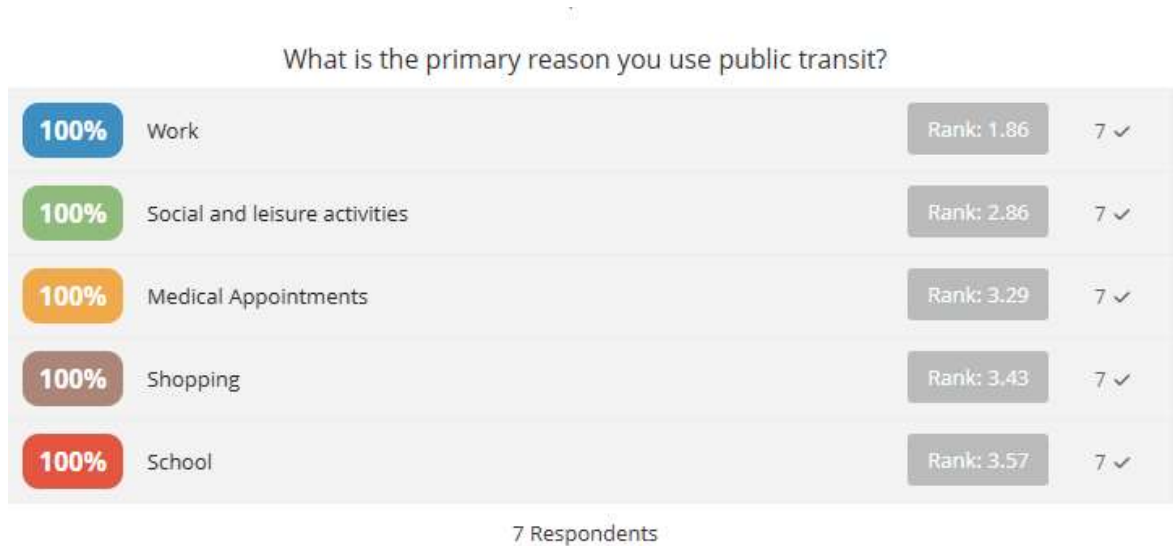 What is the primary reason you use public transit?
100% Work Rank: 1.86 7 ✓
100% Social and leisure activities Rank: 2.86 7 ✓
100% Medical Appointments Rank: 3.29 7 ✓
100% Shopping Rank: 3.43 7 ✓
100% School Rank: 3.57 7 ✓
7 Respondents